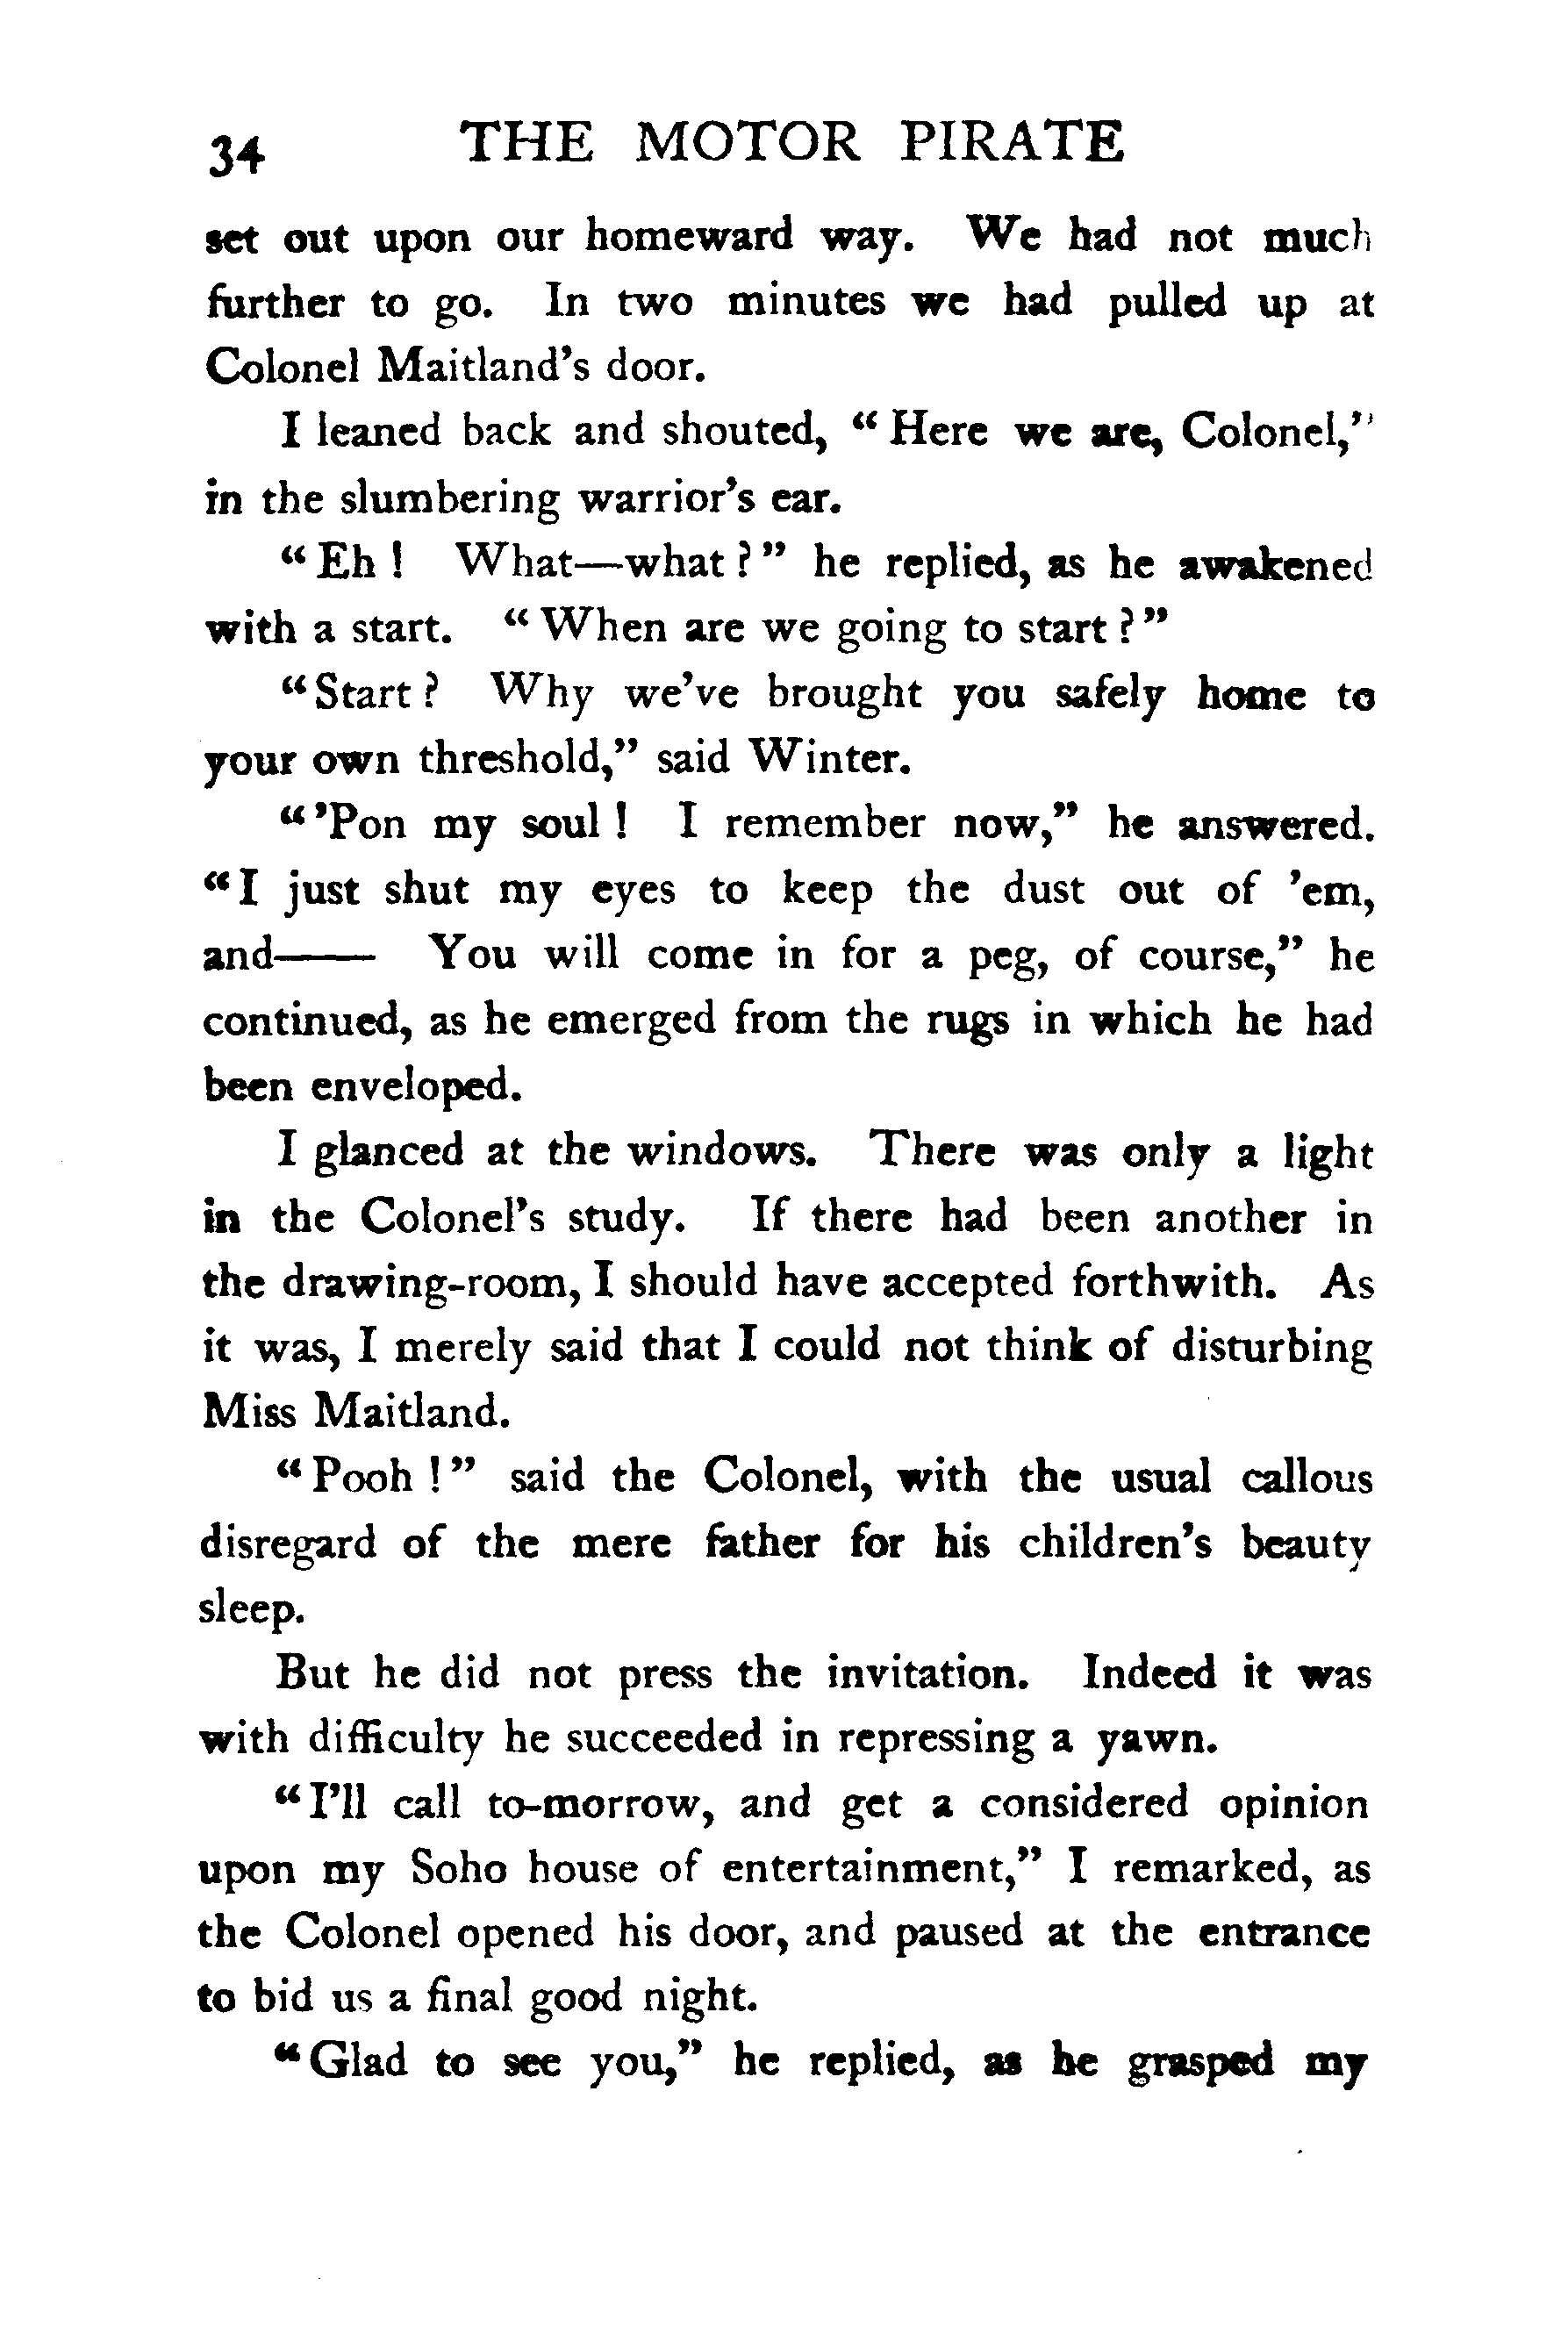 34 THE MOTOR PIRATE
set out upon our homeward way. We had not much
further to go. In two minutes we had pulled up at
Colonel Maitland's door.
I leaned back and shouted, “Here we are, Colonel,”
in the slumbering warrior's ear.
“Eh! What—what?” he replied, as he awakened
with a start. “When are we going to start?”
“Start? Why we've brought you safely home to
your own threshold,” said Winter.
“'Pon my soul! I remember now,” he answered.
“I just shut my eyes to keep the dust out of 'em,
and—— You will come in for a peg, of course,” he
continued, as he emerged from the rugs in which he had
been enveloped.
I glanced at the windows. There was only a light
in the Colonel's study. If there had been another in
the drawing-room, I should have accepted forthwith. As
it was, I merely said that I could not think of disturbing
Miss Maitland.
“Pooh!” said the Colonel, with the usual callous
disregard of the mere father for his children's beauty
sleep.
But he did not press the invitation. Indeed it was
with difficulty he succeeded in repressing a yawn.
“I'll call to-morrow, and get a considered opinion
upon my Soho house of entertainment,” I remarked, as
the Colonel opened his door, and paused at the entrance
to bid us a final good night.
“Glad to see you,” he replied, as he grasped my